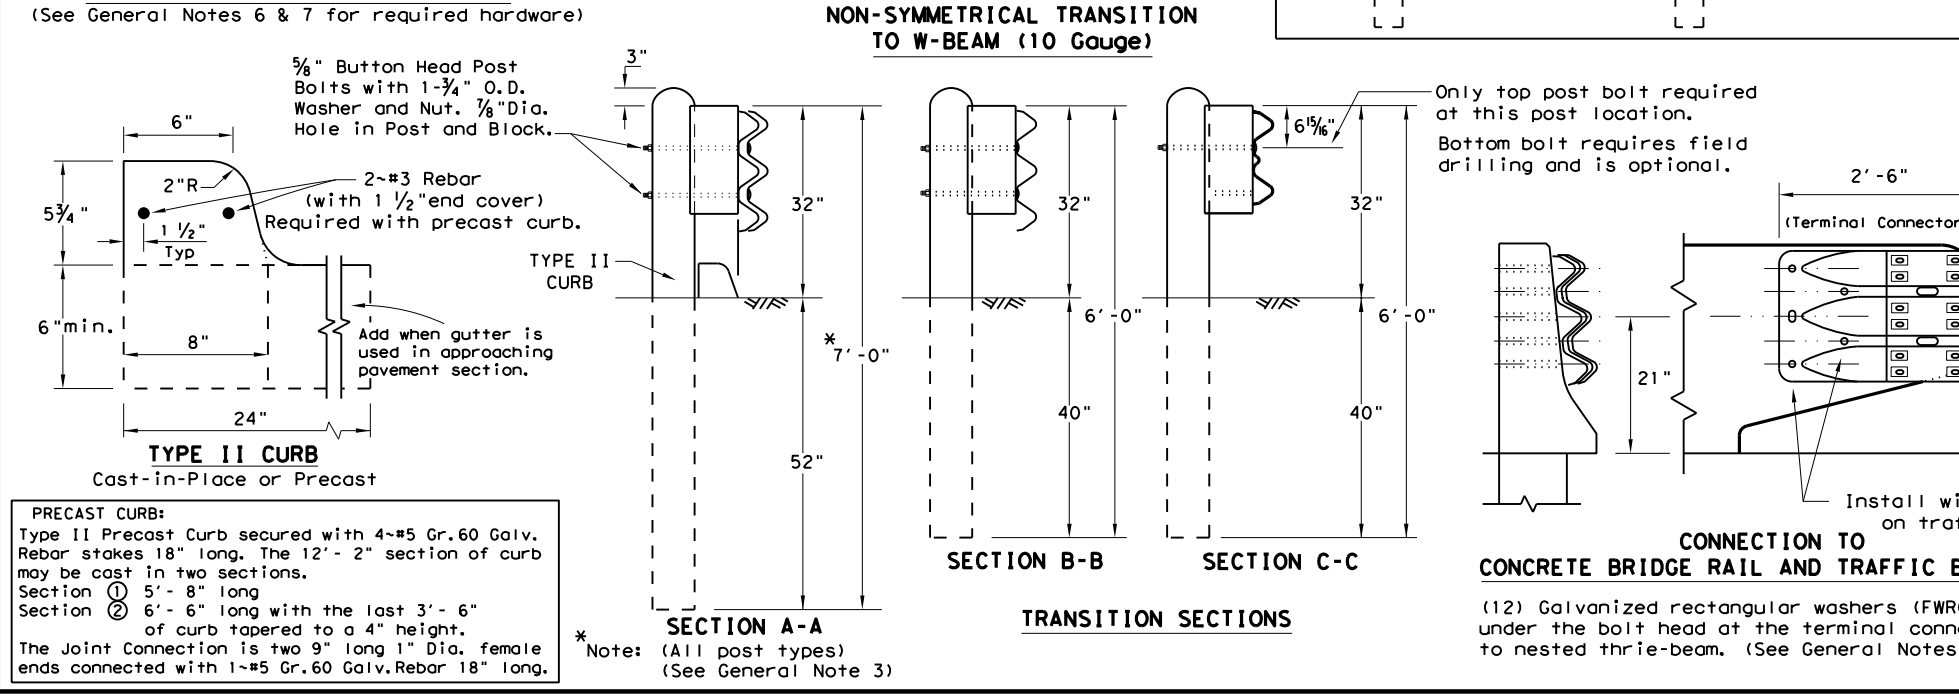 (See General Notes 6 & 7 for required hardware)
NON-SYMMETRICAL TRANSITION
TO W-BEAM (10 Gauge)
5/8" Button Head Post
Bolts with 1-3/4" O.D.
Washer and Nut. 7/8"Dia.
Hole in Post and Block.
6"
2"R
5 3/4"
2~#3 Rebar
(with 1 1/2"end cover)
Required with precast curb.
1 1/2"
Typ
6"min.
8"
24"
Add when gutter is
used in approaching
pavement section.
TYPE II CURB
Cast-in-Place or Precast
PRECAST CURB:
Type II Precast Curb secured with 4~#5 Gr.60 Galv.
Rebar stakes 18" long. The 12'- 2" section of curb
may be cast in two sections.
Section ① 5'- 8" long
Section ② 6'- 6" long with the last 3'- 6"
of curb tapered to a 4" height.
The Joint Connection is two 9" long 1" Dia. female
ends connected with 1~#5 Gr.60 Galv.Rebar 18" long.
3"
32"
TYPE II
CURB
*7'-0"
52"
SECTION A-A
*Note: (All post types)
(See General Note 3)
32"
6'-0"
40"
SECTION B-B
6 15/16"
32"
6'-0"
40"
SECTION C-C
TRANSITION SECTIONS
Only top post bolt required
at this post location.
Bottom bolt requires field
drilling and is optional.
2'-6"
(Terminal Connector
21"
Install wi
on traf
CONNECTION TO
CONCRETE BRIDGE RAIL AND TRAFFIC B
(12) Galvanized rectangular washers (FWR
under the bolt head at the terminal conne
to nested thrie-beam. (See General Notes